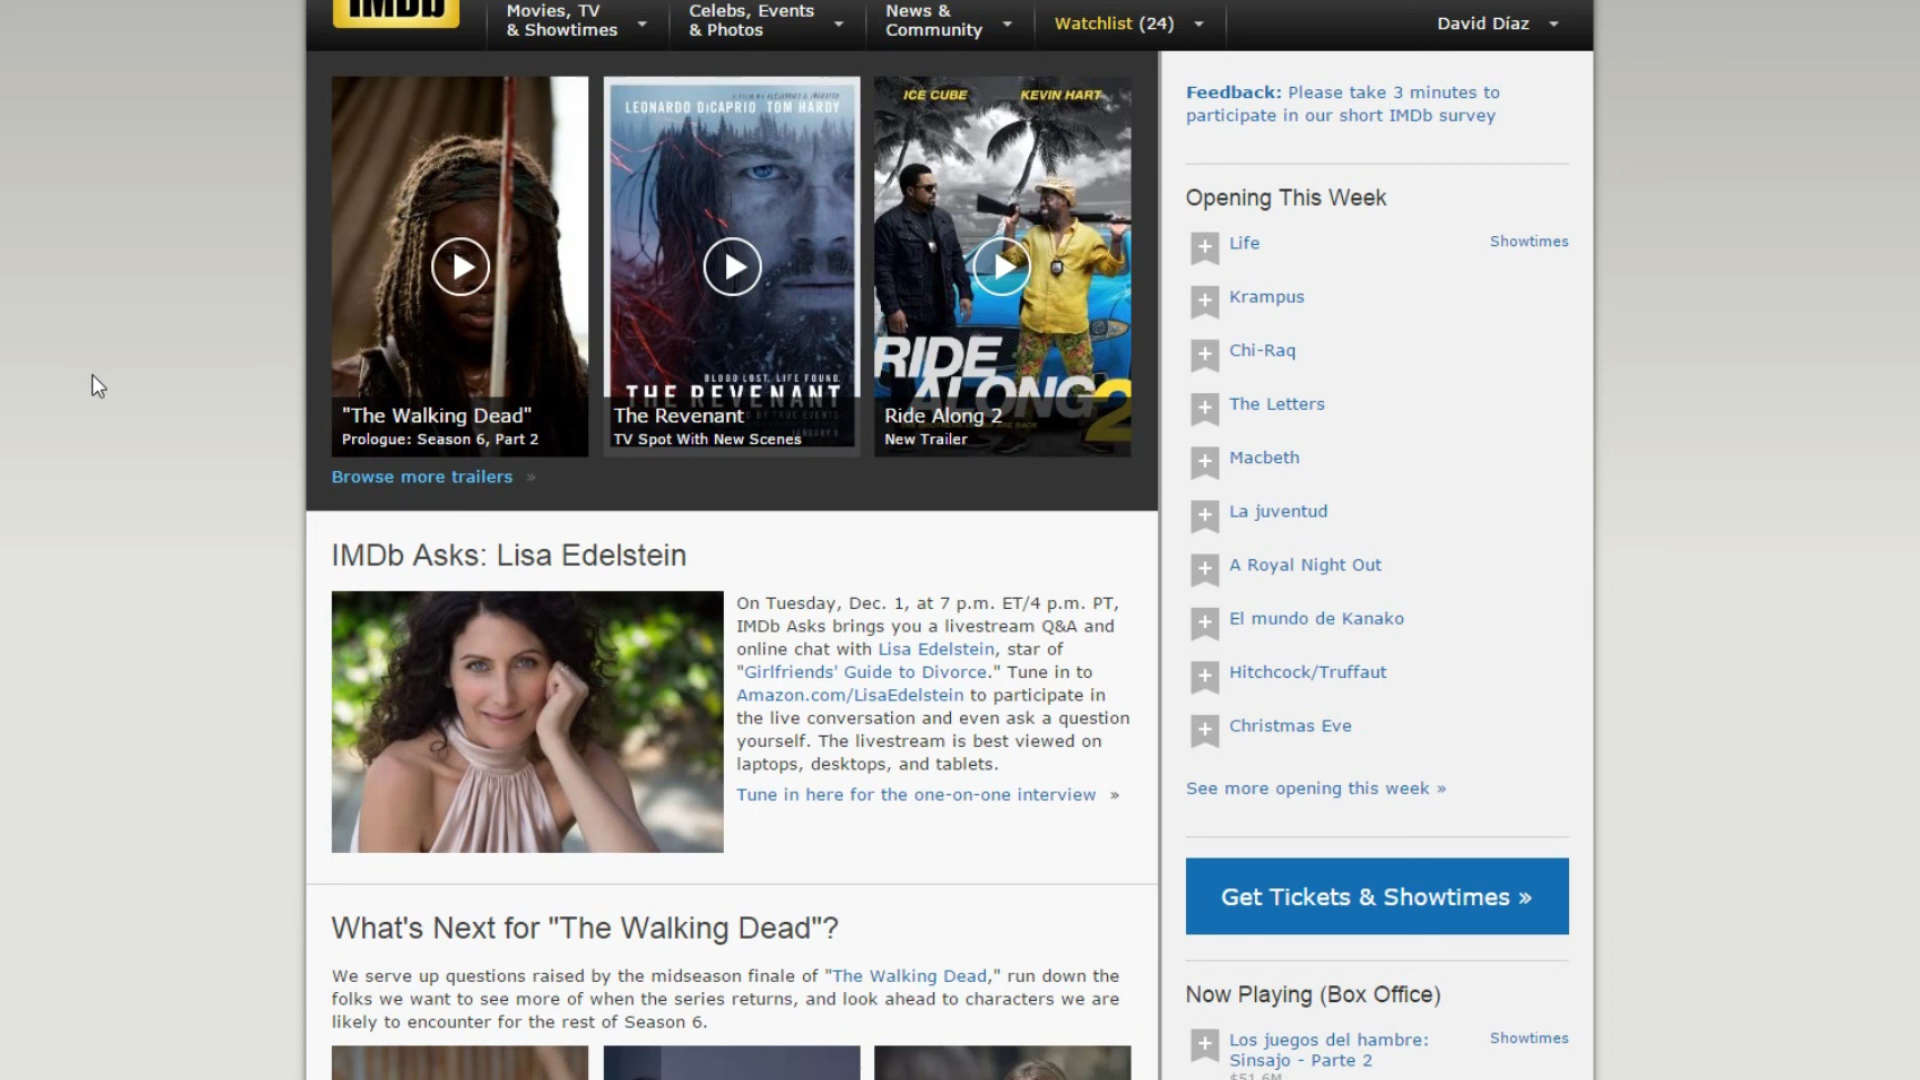 IMDb
Movies, TV
& Showtimes
Celebs, Events
& Photos
News &
Community
Watchlist (24)
David Díaz
LEONARDO DiCAPRIO TOM HARDY
BLOOD LOST. LIFE FOUND.
THE REVENANT
ICE CUBE KEVIN HART
RIDE
ALONG 2
"The Walking Dead"
Prologue: Season 6, Part 2
The Revenant
TV Spot With New Scenes
Ride Along 2
New Trailer
Browse more trailers »
IMDb Asks: Lisa Edelstein
On Tuesday, Dec. 1, at 7 p.m. ET/4 p.m. PT,
IMDb Asks brings you a livestream Q&A and
online chat with Lisa Edelstein, star of
"Girlfriends' Guide to Divorce." Tune in to
Amazon.com/LisaEdelstein to participate in
the live conversation and even ask a question
yourself. The livestream is best viewed on
laptops, desktops, and tablets.
Tune in here for the one-on-one interview »
What's Next for "The Walking Dead"?
We serve up questions raised by the midseason finale of "The Walking Dead," run down the
folks we want to see more of when the series returns, and look ahead to characters we are
likely to encounter for the rest of Season 6.
Feedback: Please take 3 minutes to
participate in our short IMDb survey
Opening This Week
Life Showtimes
Krampus
Chi-Raq
The Letters
Macbeth
La juventud
A Royal Night Out
El mundo de Kanako
Hitchcock/Truffaut
Christmas Eve
See more opening this week »
Get Tickets & Showtimes »
Now Playing (Box Office)
Los juegos del hambre: Showtimes
Sinsajo - Parte 2
$51.6M